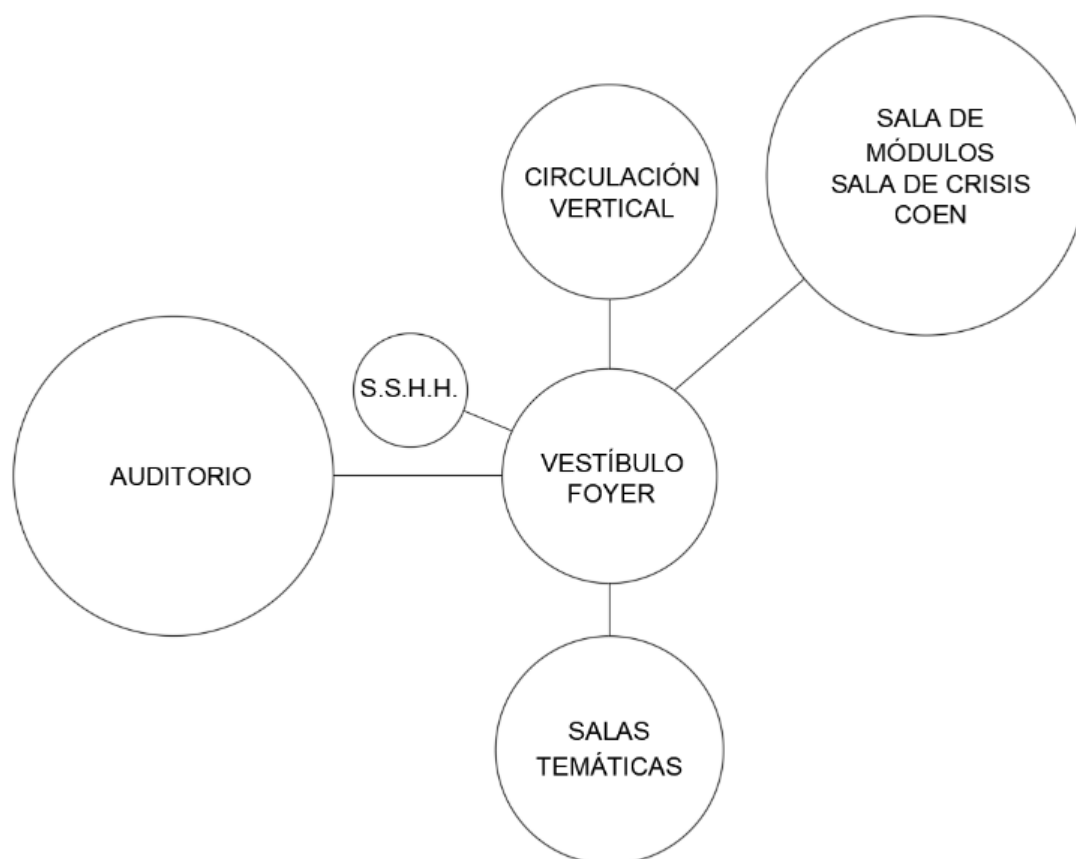 SALA DE
MÓDULOS
SALA DE CRISIS
COEN
CIRCULACIÓN
VERTICAL
S.S.H.H.
AUDITORIO
VESTÍBULO
FOYER
SALAS
TEMÁTICAS